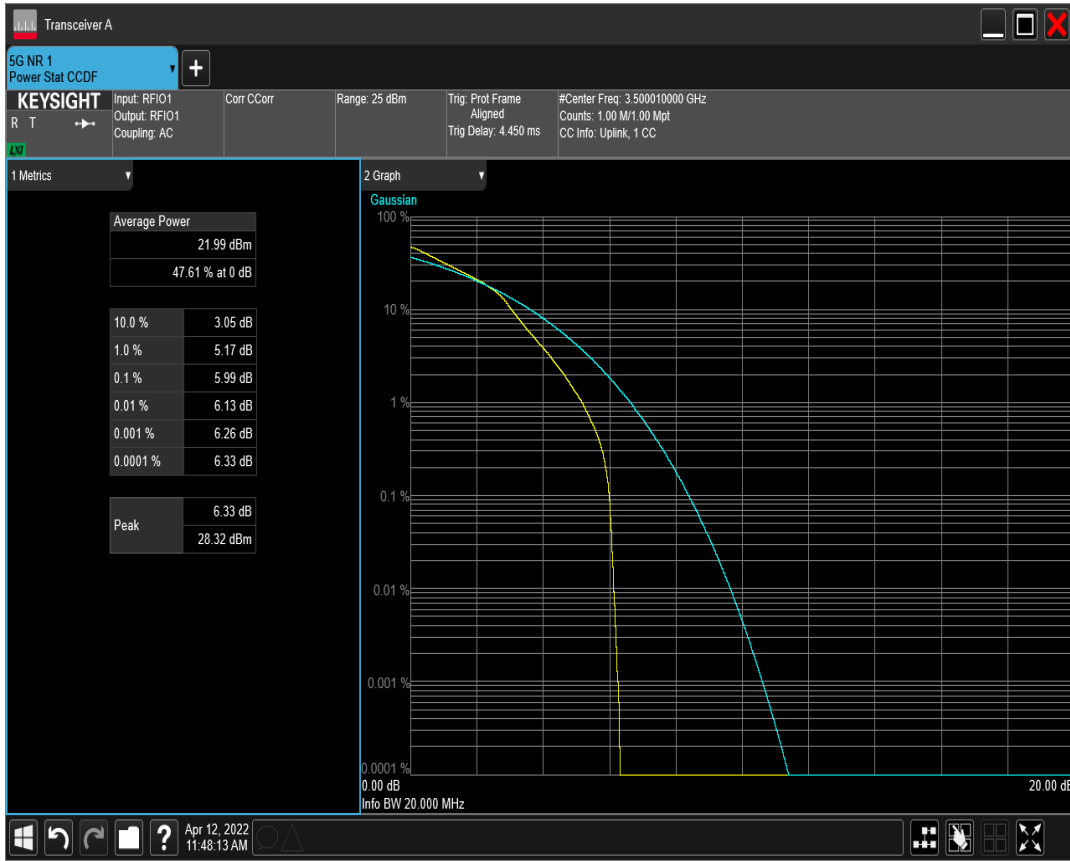 Transceiver A
5G NR 1
Power Stat CCDF
KEYSIGHT
R T
LXI
Input: RFIO1
Output: RFIO1
Coupling: AC
Corr CCorr
Range: 25 dBm
Trig: Prot Frame
Aligned
Trig Delay: 4.450 ms
#Center Freq: 3.500010000 GHz
Counts: 1.00 M/1.00 Mpt
CC Info: Uplink, 1 CC
1 Metrics
Average Power
21.99 dBm
47.61 % at 0 dB
10.0 % 3.05 dB
1.0 % 5.17 dB
0.1 % 5.99 dB
0.01 % 6.13 dB
0.001 % 6.26 dB
0.0001 % 6.33 dB
Peak
6.33 dB
28.32 dBm
2 Graph
Gaussian
100 %
10 %
1 %
0.1 %
0.01 %
0.001 %
0.0001 %
0.00 dB 20.00 dB
Info BW 20.000 MHz
?
Apr 12, 2022
11:48:13 AM